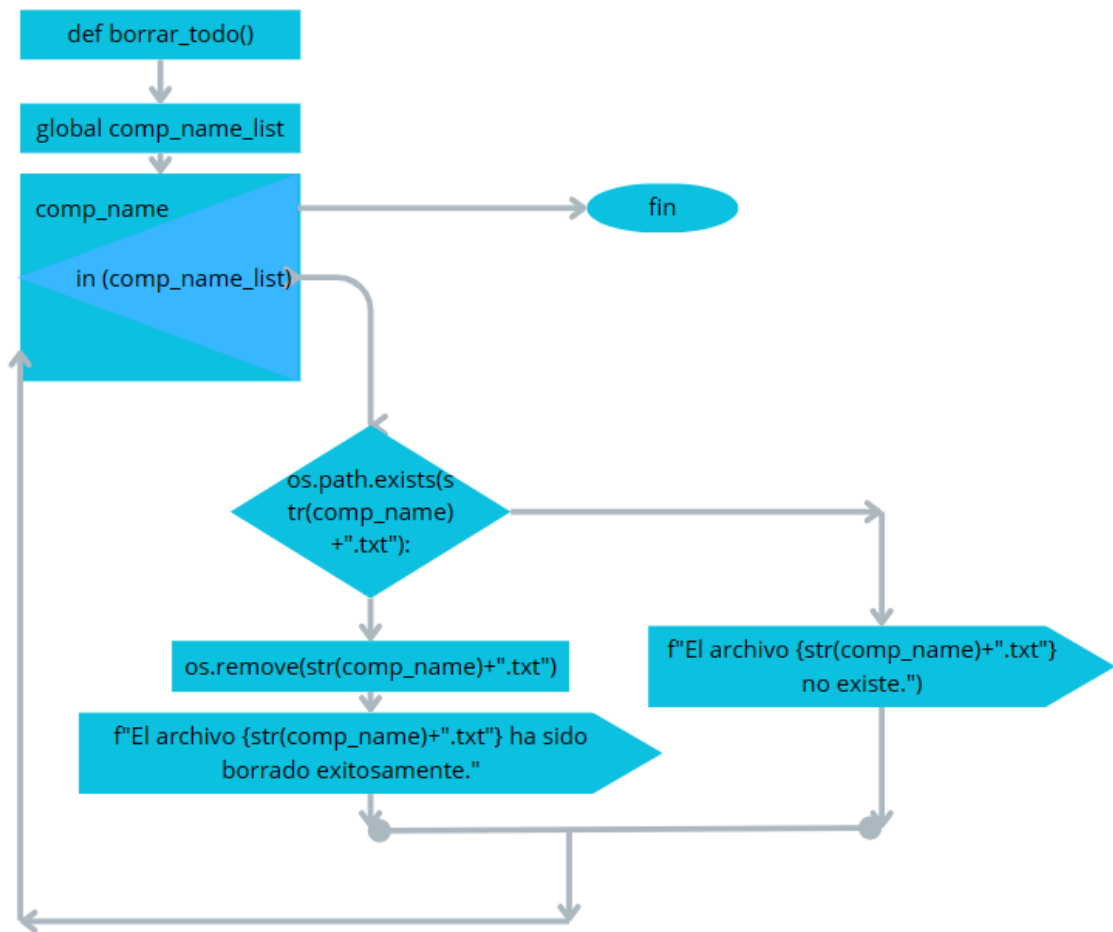 def borrar_todo()
global comp_name_list
comp_name
fin
in (comp_name_list)
os.path.exists(s
tr(comp_name)
+".txt"):
os.remove(str(comp_name)+".txt")
f"El archivo {str(comp_name)+".txt"}
no existe.")
f"El archivo {str(comp_name)+".txt"} ha sido
borrado exitosamente."